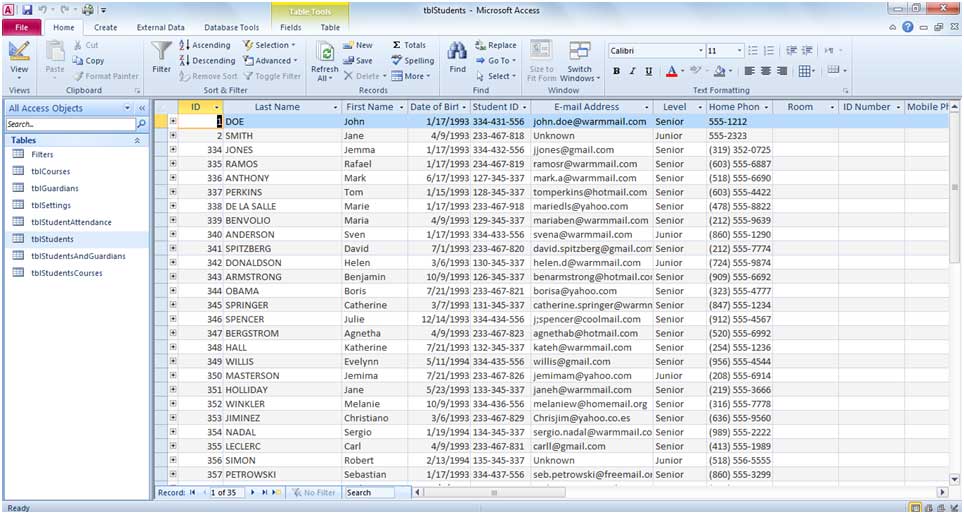 tblStudents - Microsoft Access
Table Tools
File Home Create External Data Database Tools Fields Table
View
Views
Paste
Cut
Copy
Format Painter
Clipboard
Filter
Ascending
Descending
Remove Sort
Selection
Advanced
Toggle Filter
Sort & Filter
Refresh All
New
Save
Delete
Totals
Spelling
More
Records
Find
Replace
Go To
Select
Find
Size to Fit Form
Switch Windows
Window
Calibri 11
B I U A
Text Formatting
All Access Objects
Search...
Tables
Filters
tblCourses
tblGuardians
tblSettings
tblStudentAttendance
tblStudents
tblStudentsAndGuardians
tblStudentsCourses
ID Last Name First Name Date of Birt Student ID E-mail Address Level Home Phon Room ID Number Mobile Ph
1 DOE John 1/17/1993 334-431-556 john.doe@warmmail.com Senior 555-1212
2 SMITH Jane 4/9/1993 233-467-818 Unknown Junior 555-2323
334 JONES Jemma 1/17/1993 334-432-556 jjones@gmail.com Senior (319) 352-0725
335 RAMOS Rafael 1/17/1993 234-467-819 ramosr@warmmail.com Senior (603) 555-6887
336 ANTHONY Mark 6/17/1993 127-345-337 mark.a@warmmail.com Senior (518) 555-6690
337 PERKINS Tom 1/15/1993 128-345-337 tomperkins@hotmail.com Senior (603) 555-4422
338 DE LA SALLE Marie 1/17/1993 233-467-918 mariedls@yahoo.com Senior (478) 555-8822
339 BENVOLIO Maria 4/9/1993 129-345-337 mariaben@warmmail.com Senior (212) 555-9639
340 ANDERSON Sven 1/17/1993 334-433-556 svena@warmmail.com Senior (860) 555-1290
341 SPITZBERG David 7/1/1993 233-467-820 david.spitzberg@gmail.com Senior (212) 555-7774
342 DONALDSON Helen 3/6/1993 130-345-337 helen.d@warmmail.com Junior (724) 555-9874
343 ARMSTRONG Benjamin 10/9/1993 126-345-337 benarmstrong@hotmail.co Senior (909) 555-6692
344 OBAMA Boris 7/21/1993 233-467-821 borisa@yahoo.com Senior (323) 555-4777
345 SPRINGER Catherine 3/7/1993 131-345-337 catherine.springer@warmn Senior (847) 555-1234
346 SPENCER Julie 12/14/1993 334-434-556 j;spencer@coolmail.com Senior (912) 555-4567
347 BERGSTROM Agnetha 4/9/1993 233-467-823 agnethab@hotmail.com Senior (520) 555-6992
348 HALL Katherine 7/21/1993 132-345-337 kateh@warmmail.com Senior (254) 555-1236
349 WILLIS Evelynn 5/11/1994 334-435-556 willis@gmail.com Senior (956) 555-4544
350 MASTERSON Jemima 7/21/1993 233-467-826 jemimam@yahoo.com Junior (208) 555-6914
351 HOLLIDAY Jane 5/23/1993 133-345-337 janeh@warmmail.com Senior (219) 555-3666
352 WINKLER Melanie 10/9/1993 334-436-556 melaniew@homemail.org Senior (316) 555-7778
353 JIMINEZ Christiano 3/6/1993 233-467-829 Chrisjim@yahoo.co.es Senior (636) 555-9560
354 NADAL Sergio 1/19/1994 134-345-337 sergio.nadal@warmmail.co Senior (989) 555-2222
355 LECLERC Carl 4/9/1993 233-467-831 carll@gmail.com Senior (413) 555-1989
356 SIMON Robert 2/13/1994 135-345-337 Unknown Junior (518) 556-5555
357 PETROWSKI Sebastian 1/17/1993 233-467-837 seb.petrowski@freemail.or Senior (860) 555-3299
Record: 1 of 35 No Filter Search
Ready